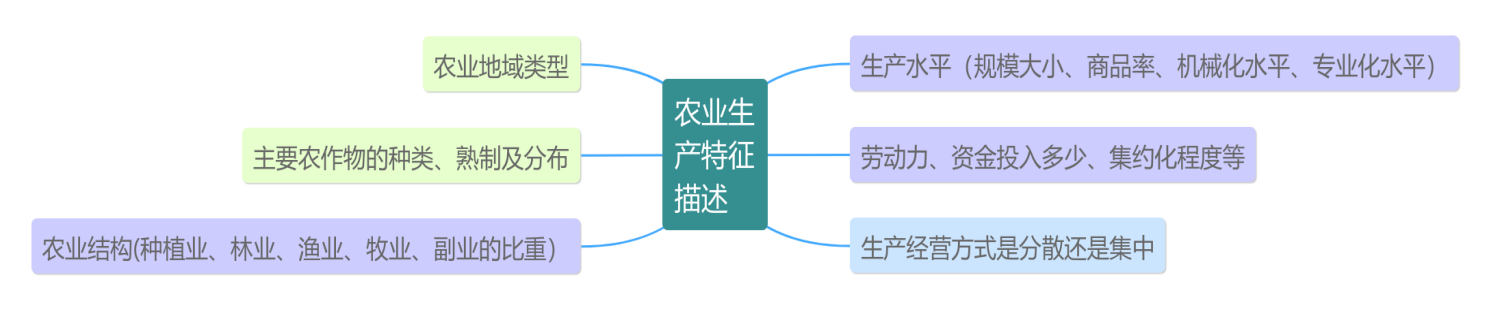 农业地域类型
主要农作物的种类、熟制及分布
农业结构(种植业、林业、渔业、牧业、副业的比重）
农业生
产特征
描述
生产水平（规模大小、商品率、机械化水平、专业化水平）
劳动力、资金投入多少、集约化程度等
生产经营方式是分散还是集中